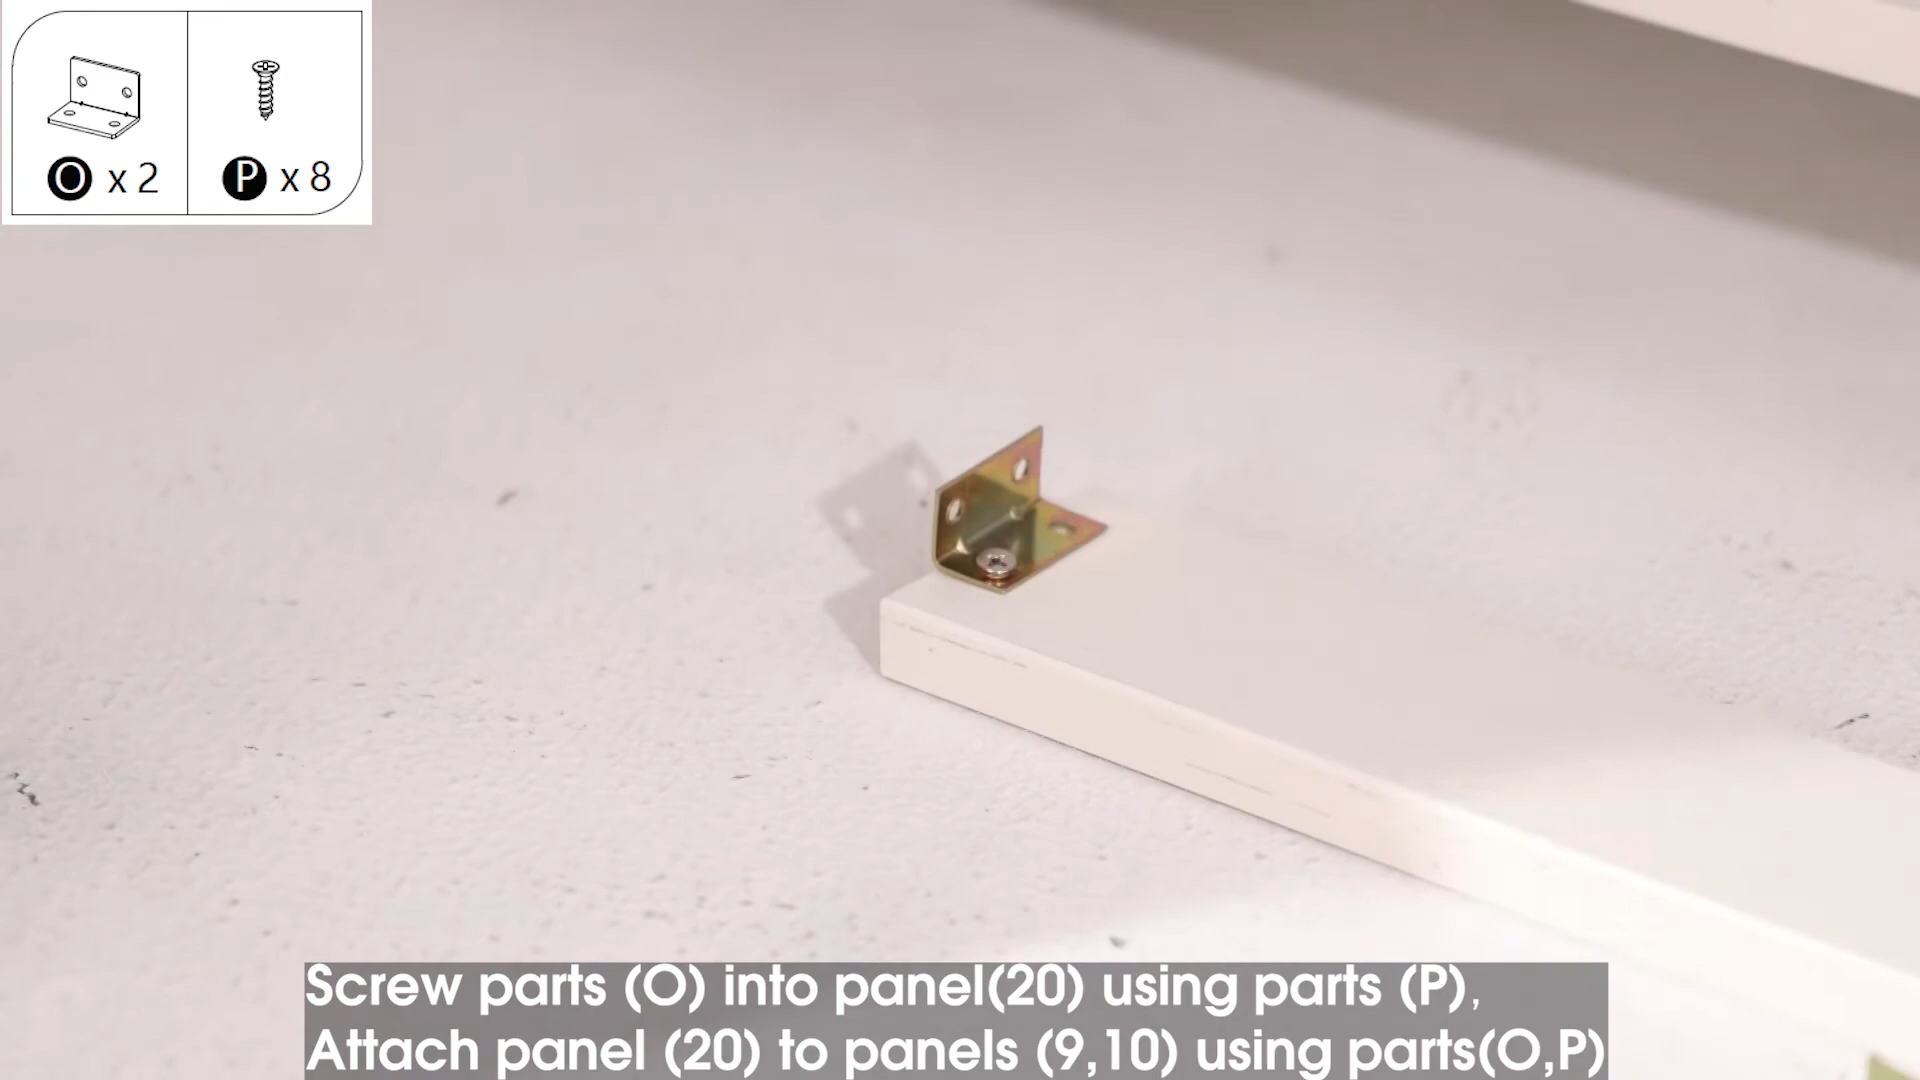 O x 2 P x 8
Screw parts (O) into panel(20) using parts (P),
Attach panel (20) to panels (9,10) using parts(O,P)